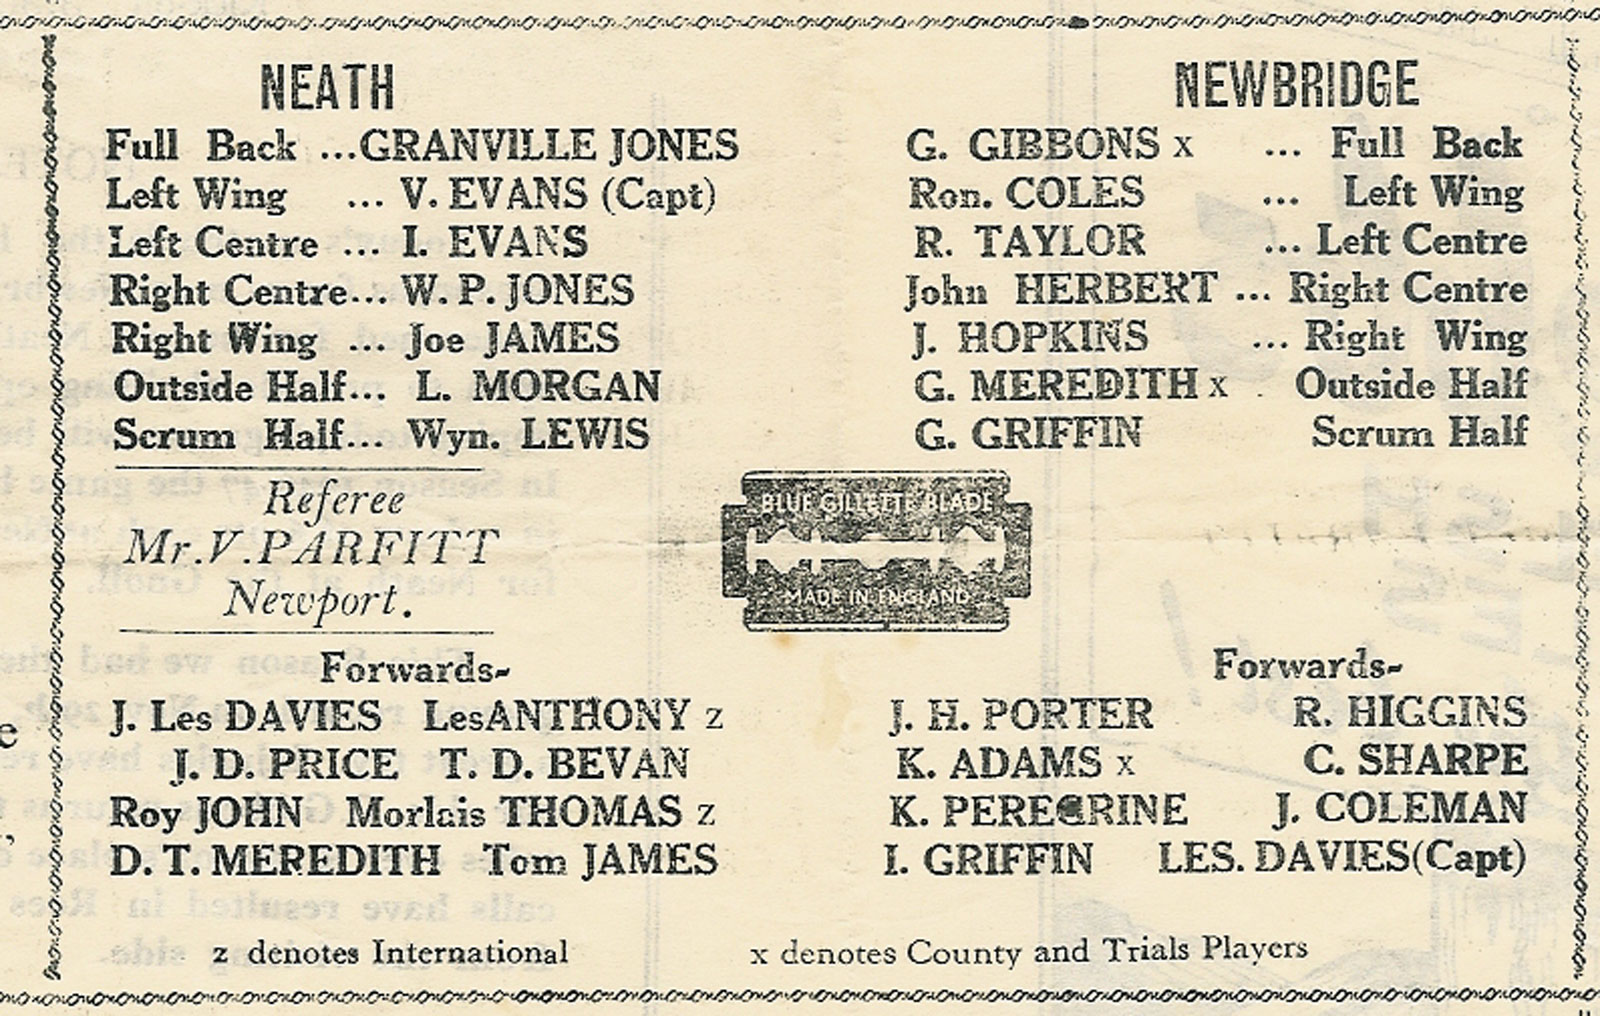 NEATH
Full Back ...GRANVILLE JONES
Left Wing ... V. EVANS (Capt)
Left Centre ... I. EVANS
Right Centre... W. P. JONES
Right Wing ... Joe JAMES
Outside Half... L. MORGAN
Scrum Half... Wyn. LEWIS
NEWBRIDGE
G. GIBBONS x ... Full Back
Ron. COLES ... Left Wing
R. TAYLOR ... Left Centre
John HERBERT ... Right Centre
J. HOPKINS ... Right Wing
G. MEREDITH x Outside Half
G. GRIFFIN Scrum Half
Referee
Mr.V.PARFITT
Newport.
BLUE GILLETTE BLADE
MADE IN ENGLAND
Forwards-
J. Les DAVIES LesANTHONY z
J. D. PRICE T. D. BEVAN
Roy JOHN Morlais THOMAS z
D. T. MEREDITH Tom JAMES
Forwards-
J. H. PORTER R. HIGGINS
K. ADAMS x C. SHARPE
K. PEREGRINE J. COLEMAN
I. GRIFFIN LES. DAVIES(Capt)
z denotes International
x denotes County and Trials Players